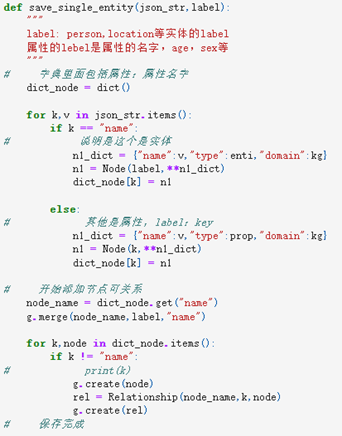 def save_single_entity(json_str,label):
    """
    label: person,location等实体的label
    属性的lebel是属性的名字，age，sex等
    """
#     字典里面包括属性：属性名字
    dict_node = dict()
    for k,v in json_str.items():
        if k == "name":
#             说明是这个是实体
            n1_dict = {"name":v,"type":enti,"domain":kg}
            n1 = Node(label,**n1_dict)
            dict_node[k] = n1
        else:
#             其他是属性，label：key
            n1_dict = {"name":v,"type":prop,"domain":kg}
            n1 = Node(k,**n1_dict)
            dict_node[k] = n1
#     开始添加节点可关系
    node_name = dict_node.get("name")
    g.merge(node_name,label,"name")
    for k,node in dict_node.items():
        if k != "name":
#             print(k)
            g.create(node)
            rel = Relationship(node_name,k,node)
            g.create(rel)
#     保存完成